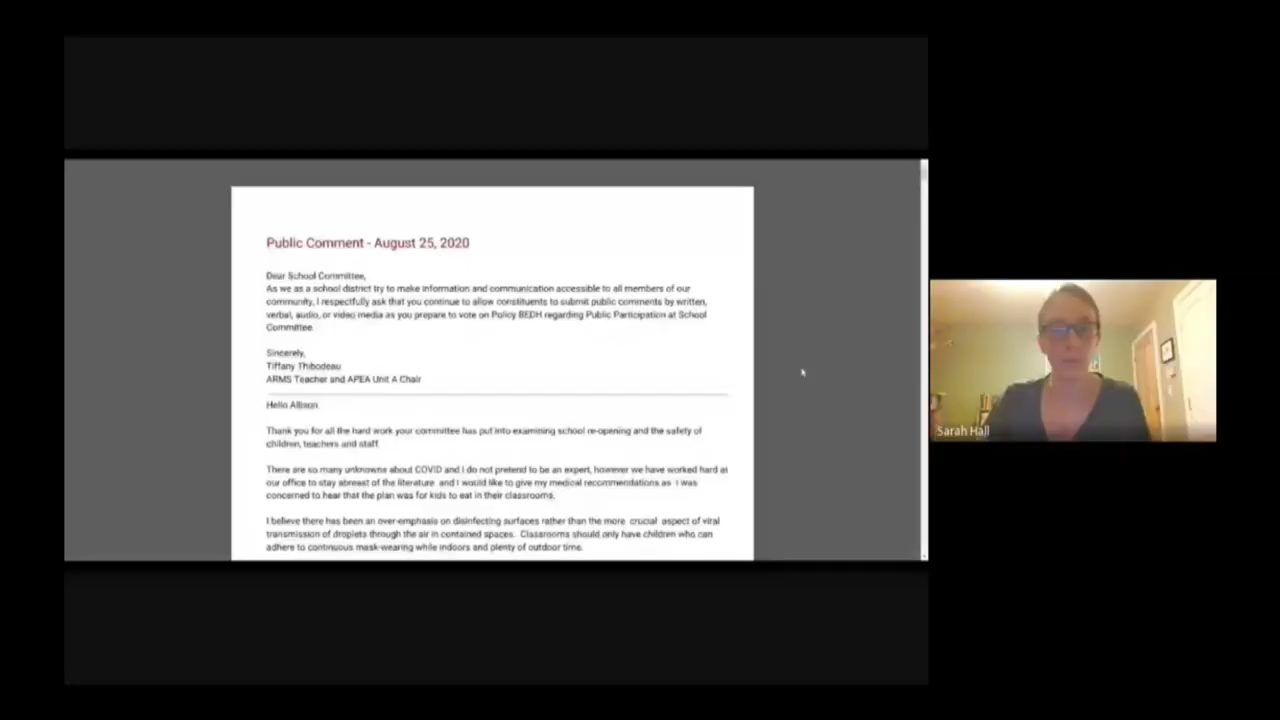 Public Comment - August 25, 2020
Dear School Committee,
As we as a school district try to make information and communication accessible to all members of our
community, I respectfully ask that you continue to allow constituents to submit public comments by written,
verbal, audio, or video media as you prepare to vote on Policy BEDH regarding Public Participation at School
Committee.
Sincerely,
Tiffany Thibodeau
ARMS Teacher and APEA Unit A Chair
Hello Allison
Thank you for all the hard work your committee has put into examining school re-opening and the safety of
children, teachers and staff
There are so many unknowns about COVID and I do not pretend to be an expert, however we have worked hard at
our office to stay abreast of the literature and I would like to give my medical recommendations as I was
concerned to hear that the plan was for kids to eat in their classrooms.
I believe there has been an over-emphasis on disinfecting surfaces rather than the more crucial aspect of viral
transmission of droplets through the air in contained spaces. Classrooms should only have children who can
adhere to continuous mask-wearing while indoors and plenty of outdoor time.
Sarah Hall